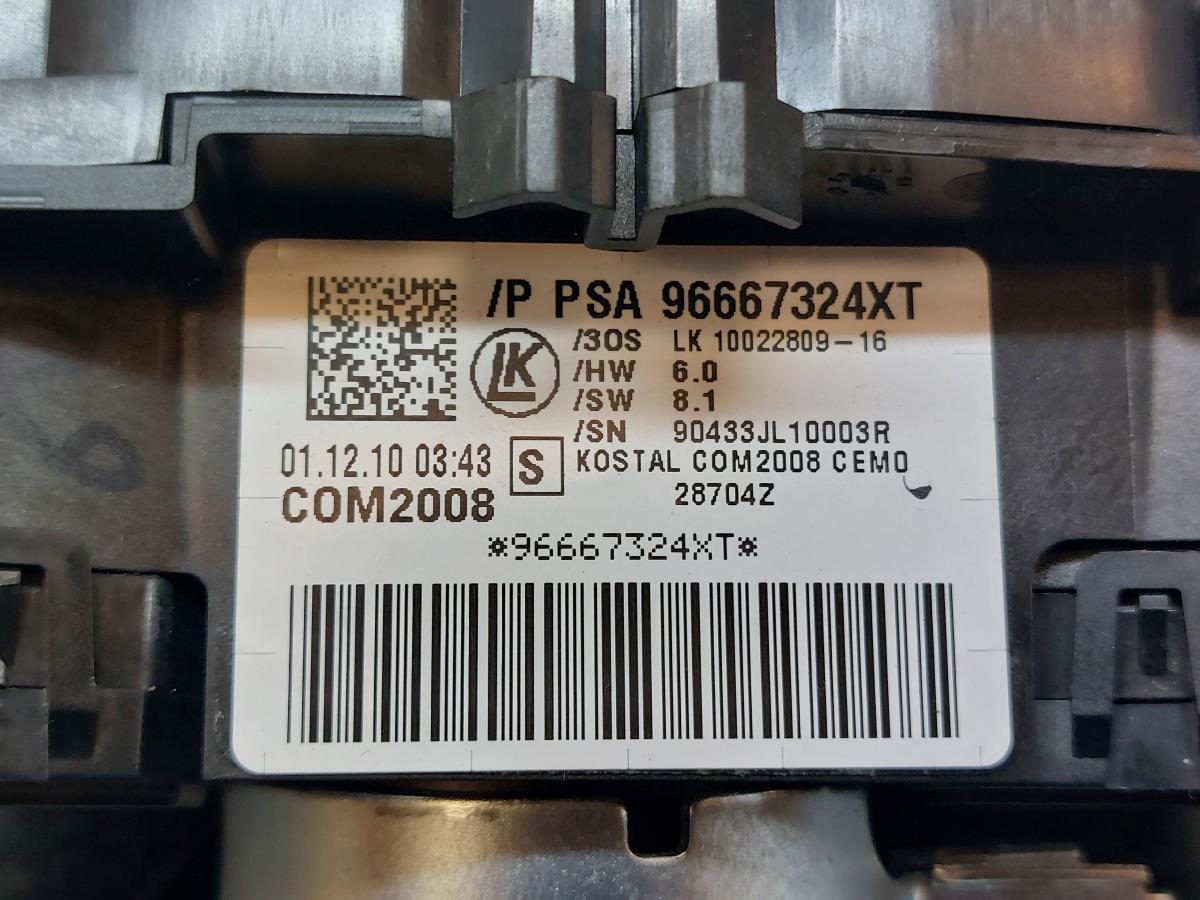 /P PSA 96667324XT
/3OS LK 10022809-16
LK
/HW 6.0
/SW 8.1
/SN 90433JL10003R
01.12.10 03:43 S KOSTAL COM2008 CEM0
COM2008 28704Z
*96667324XT*